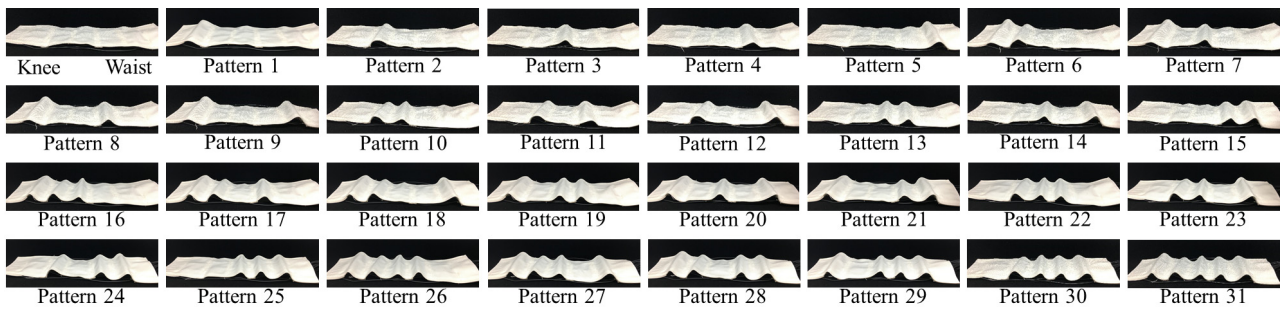 Knee Waist Pattern 1 Pattern 2 Pattern 3 Pattern 4 Pattern 5 Pattern 6 Pattern 7
Pattern 8 Pattern 9 Pattern 10 Pattern 11 Pattern 12 Pattern 13 Pattern 14 Pattern 15
Pattern 16 Pattern 17 Pattern 18 Pattern 19 Pattern 20 Pattern 21 Pattern 22 Pattern 23
Pattern 24 Pattern 25 Pattern 26 Pattern 27 Pattern 28 Pattern 29 Pattern 30 Pattern 31